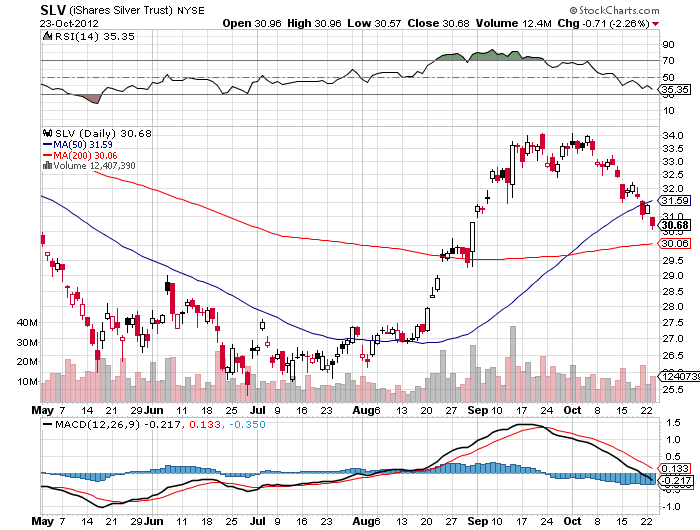 SLV (iShares Silver Trust) NYSE
© StockCharts.com
23-Oct-2012
Open 30.96 High 30.96 Low 30.57 Close 30.68 Volume 12.4M Chg -0.71 (-2.26%)
RSI(14) 35.35
90
70
50
35.35
30
10
SLV (Daily) 30.68
MA(50) 31.59
MA(200) 30.06
Volume 12,407,390
34.0
33.5
33.0
32.5
32.0
31.59
31.0
30.68
30.5
30.06
29.5
29.0
28.5
28.0
27.5
27.0
26.5
26.0
25.5
40M
30M
20M
10M
1240739
May 7 14 21 29 Jun 11 18 25 Jul 9 16 23 Aug 6 13 20 27 Sep 10 17 24 Oct 8 15 22
MACD(12,26,9) -0.217, 0.133, -0.350
1.5
1.0
0.5
0.133
-0.217
-0.5
-1.0
May 7 14 21 29 Jun 11 18 25 Jul 9 16 23 Aug 6 13 20 27 Sep 10 17 24 Oct 8 15 22